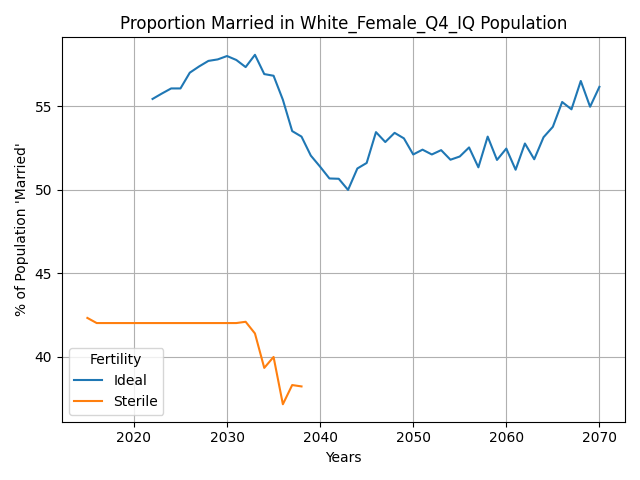 Proportion Married in White_Female_Q4_IQ Population
% of Population 'Married'
55
50
45
40
Fertility
Ideal
Sterile
2020 2030 2040 2050 2060 2070
Years